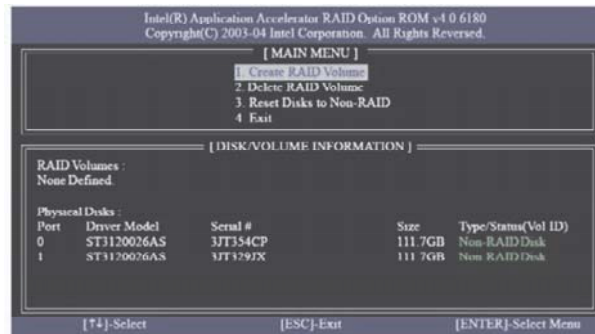 Intel(R) Application Accelerator RAID Option ROM v4 0 6180
Copyright(C) 2003-04 Intel Corporation. All Rights Reversed.
[ MAIN MENU ]
1. Create RAID Volume
2. Delete RAID Volume
3. Reset Disks to Non-RAID
4 Exit
[ DISK/VOLUME INFORMATION ]
RAID Volumes :
None Defined.
Physical Disks :
Port Driver Model Serial # Size Type/Status(Vol ID)
0 ST3120026AS 3JT354CP 111.7GB Non-RAID Disk
1 ST3120026AS 3JT329JX 111 7GB Non RAID Disk
[↑↓]-Select [ESC]-Exit [ENTER]-Select Menu